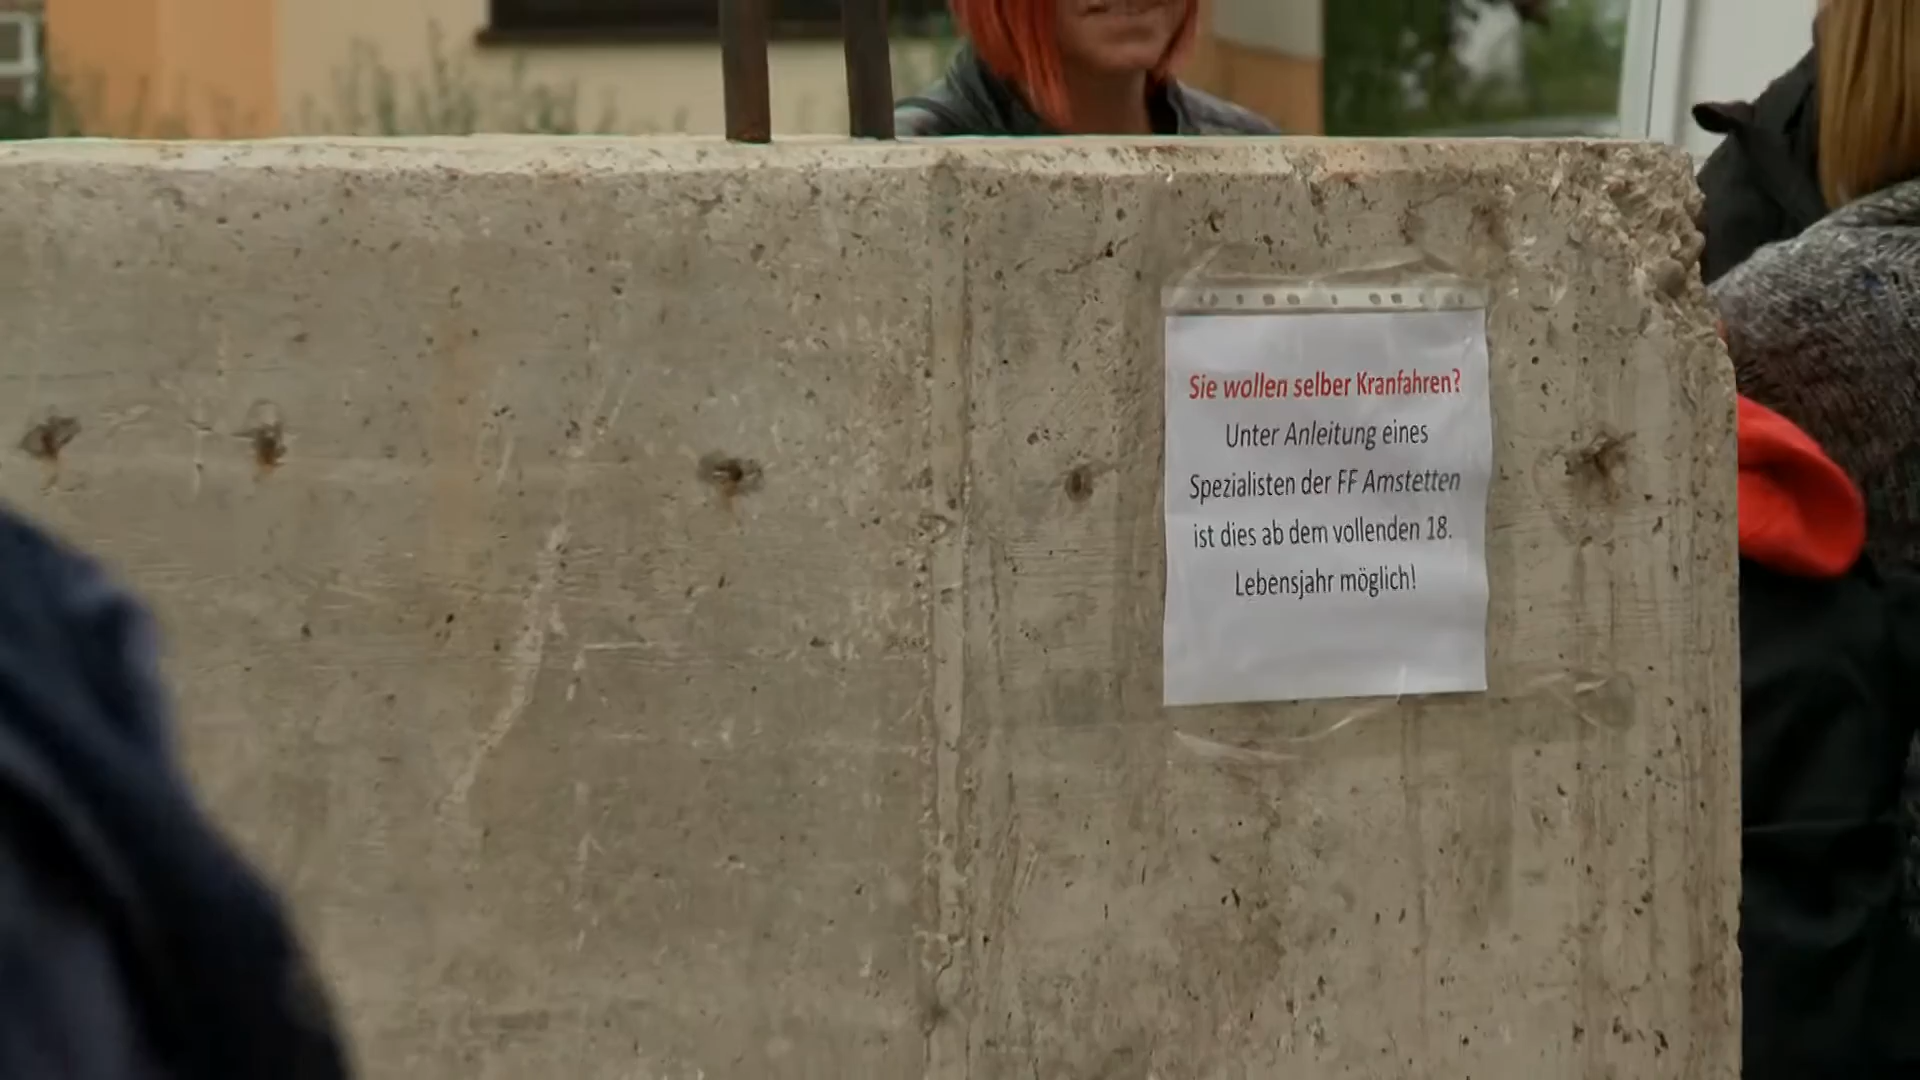 Sie wollen selber Kranfahren?
Unter Anleitung eines
Spezialisten der FF Amstetten
ist dies ab dem vollenden 18.
Lebensjahr möglich!